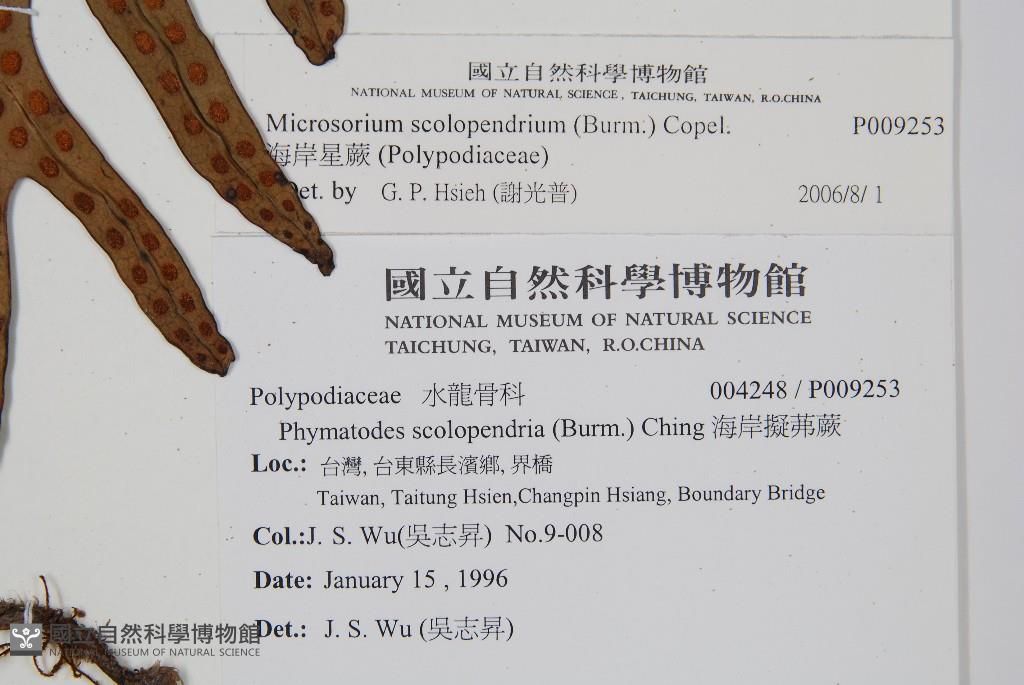 國立自然科學博物館
NATIONAL MUSEUM OF NATURAL SCIENCE, TAICHUNG, TAIWAN, R.O.CHINA
Microsorium scolopendrium (Burm.) Copel. P009253
海岸星蕨 (Polypodiaceae)
Det. by G. P. Hsieh (謝光普) 2006/8/ 1
國立自然科學博物館
NATIONAL MUSEUM OF NATURAL SCIENCE
TAICHUNG, TAIWAN, R.O.CHINA
Polypodiaceae 水龍骨科 004248 / P009253
Phymatodes scolopendria (Burm.) Ching 海岸擬茀蕨
Loc.: 台灣, 台東縣長濱鄉, 界橋
Taiwan, Taitung Hsien,Changpin Hsiang, Boundary Bridge
Col.:J. S. Wu(吳志昇) No.9-008
Date: January 15 , 1996
Det.: J. S. Wu (吳志昇)
國立自然科學博物館
NATIONAL MUSEUM OF NATURAL SCIENCE